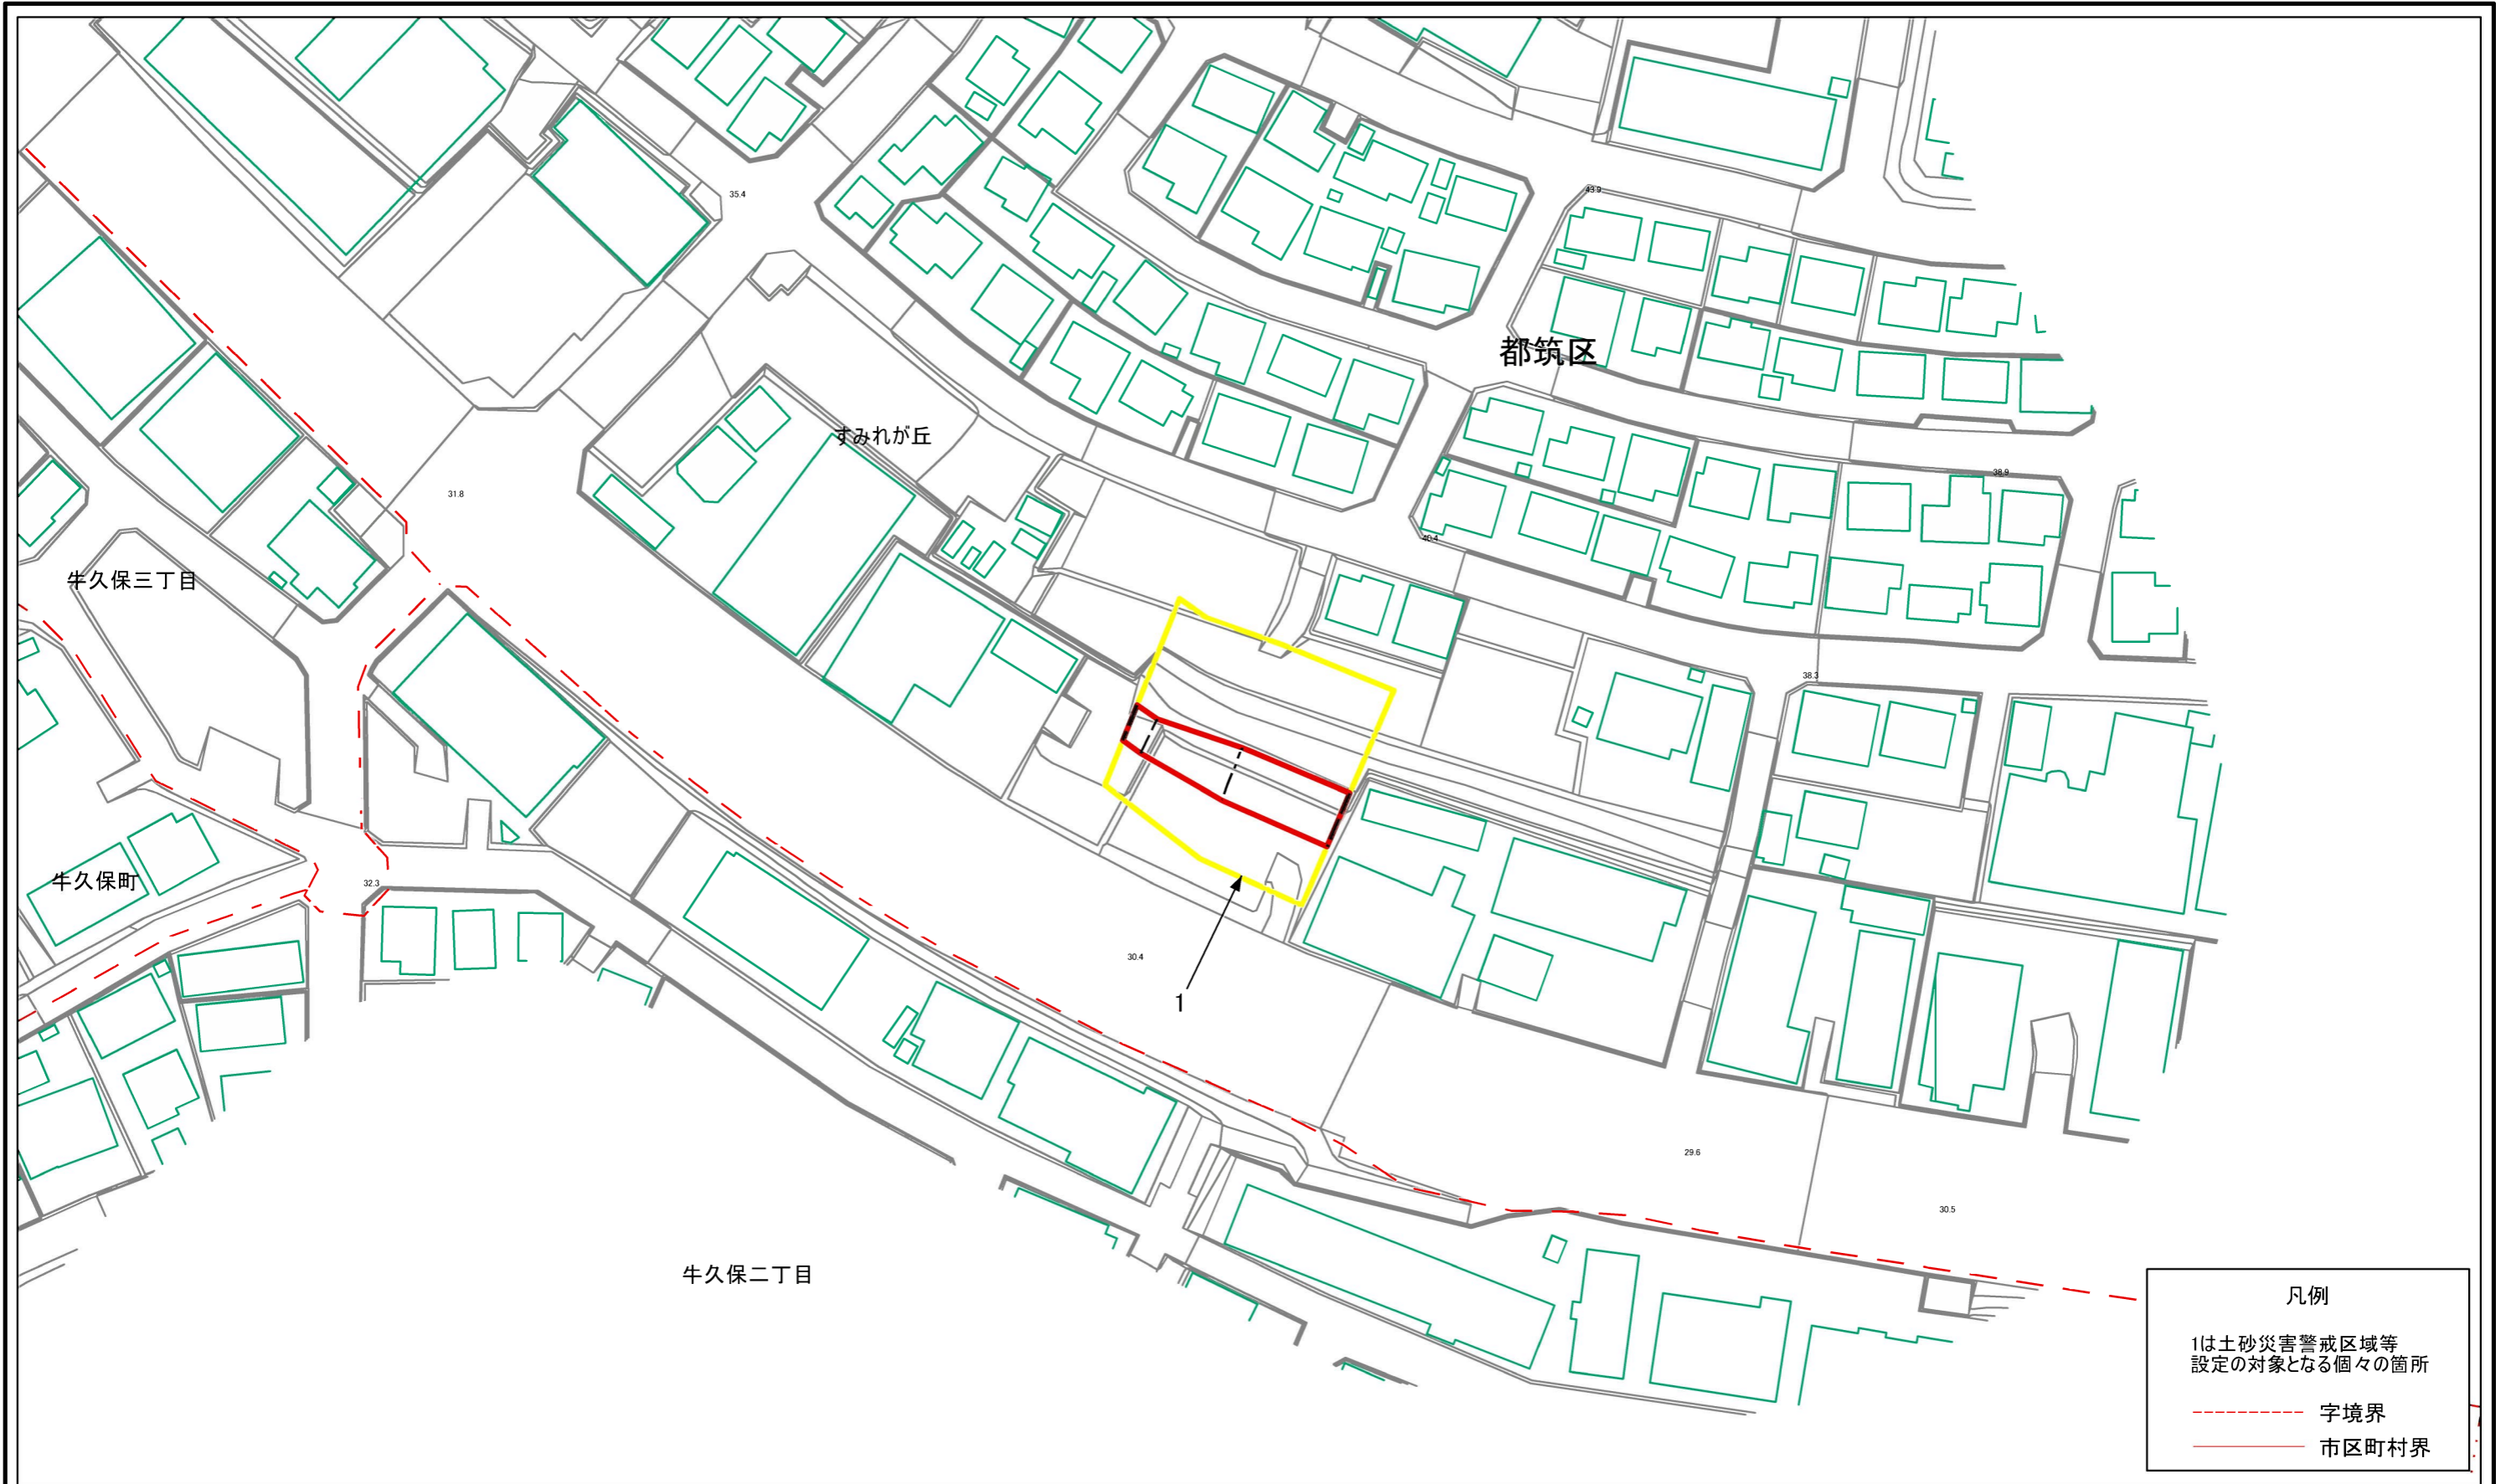 35.4
43.9
都筑区
すみれが丘
38.9
31.8
40.4
牛久保三丁目
38.3
牛久保町
32.3
30.4
1
29.6
30.5
牛久保二丁目
凡例
1は土砂災害警戒区域等
設定の対象となる個々の箇所
字境界
市区町村界